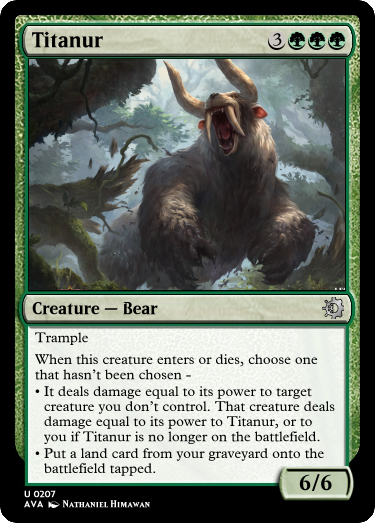 Titanur 3
Creature — Bear
Trample
When this creature enters or dies, choose one
that hasn't been chosen -
• It deals damage equal to its power to target
creature you don't control. That creature deals
damage equal to its power to Titanur, or to
you if Titanur is no longer on the battlefield.
• Put a land card from your graveyard onto the
battlefield tapped.
6/6
U 0207
AVA Nathaniel Himawan